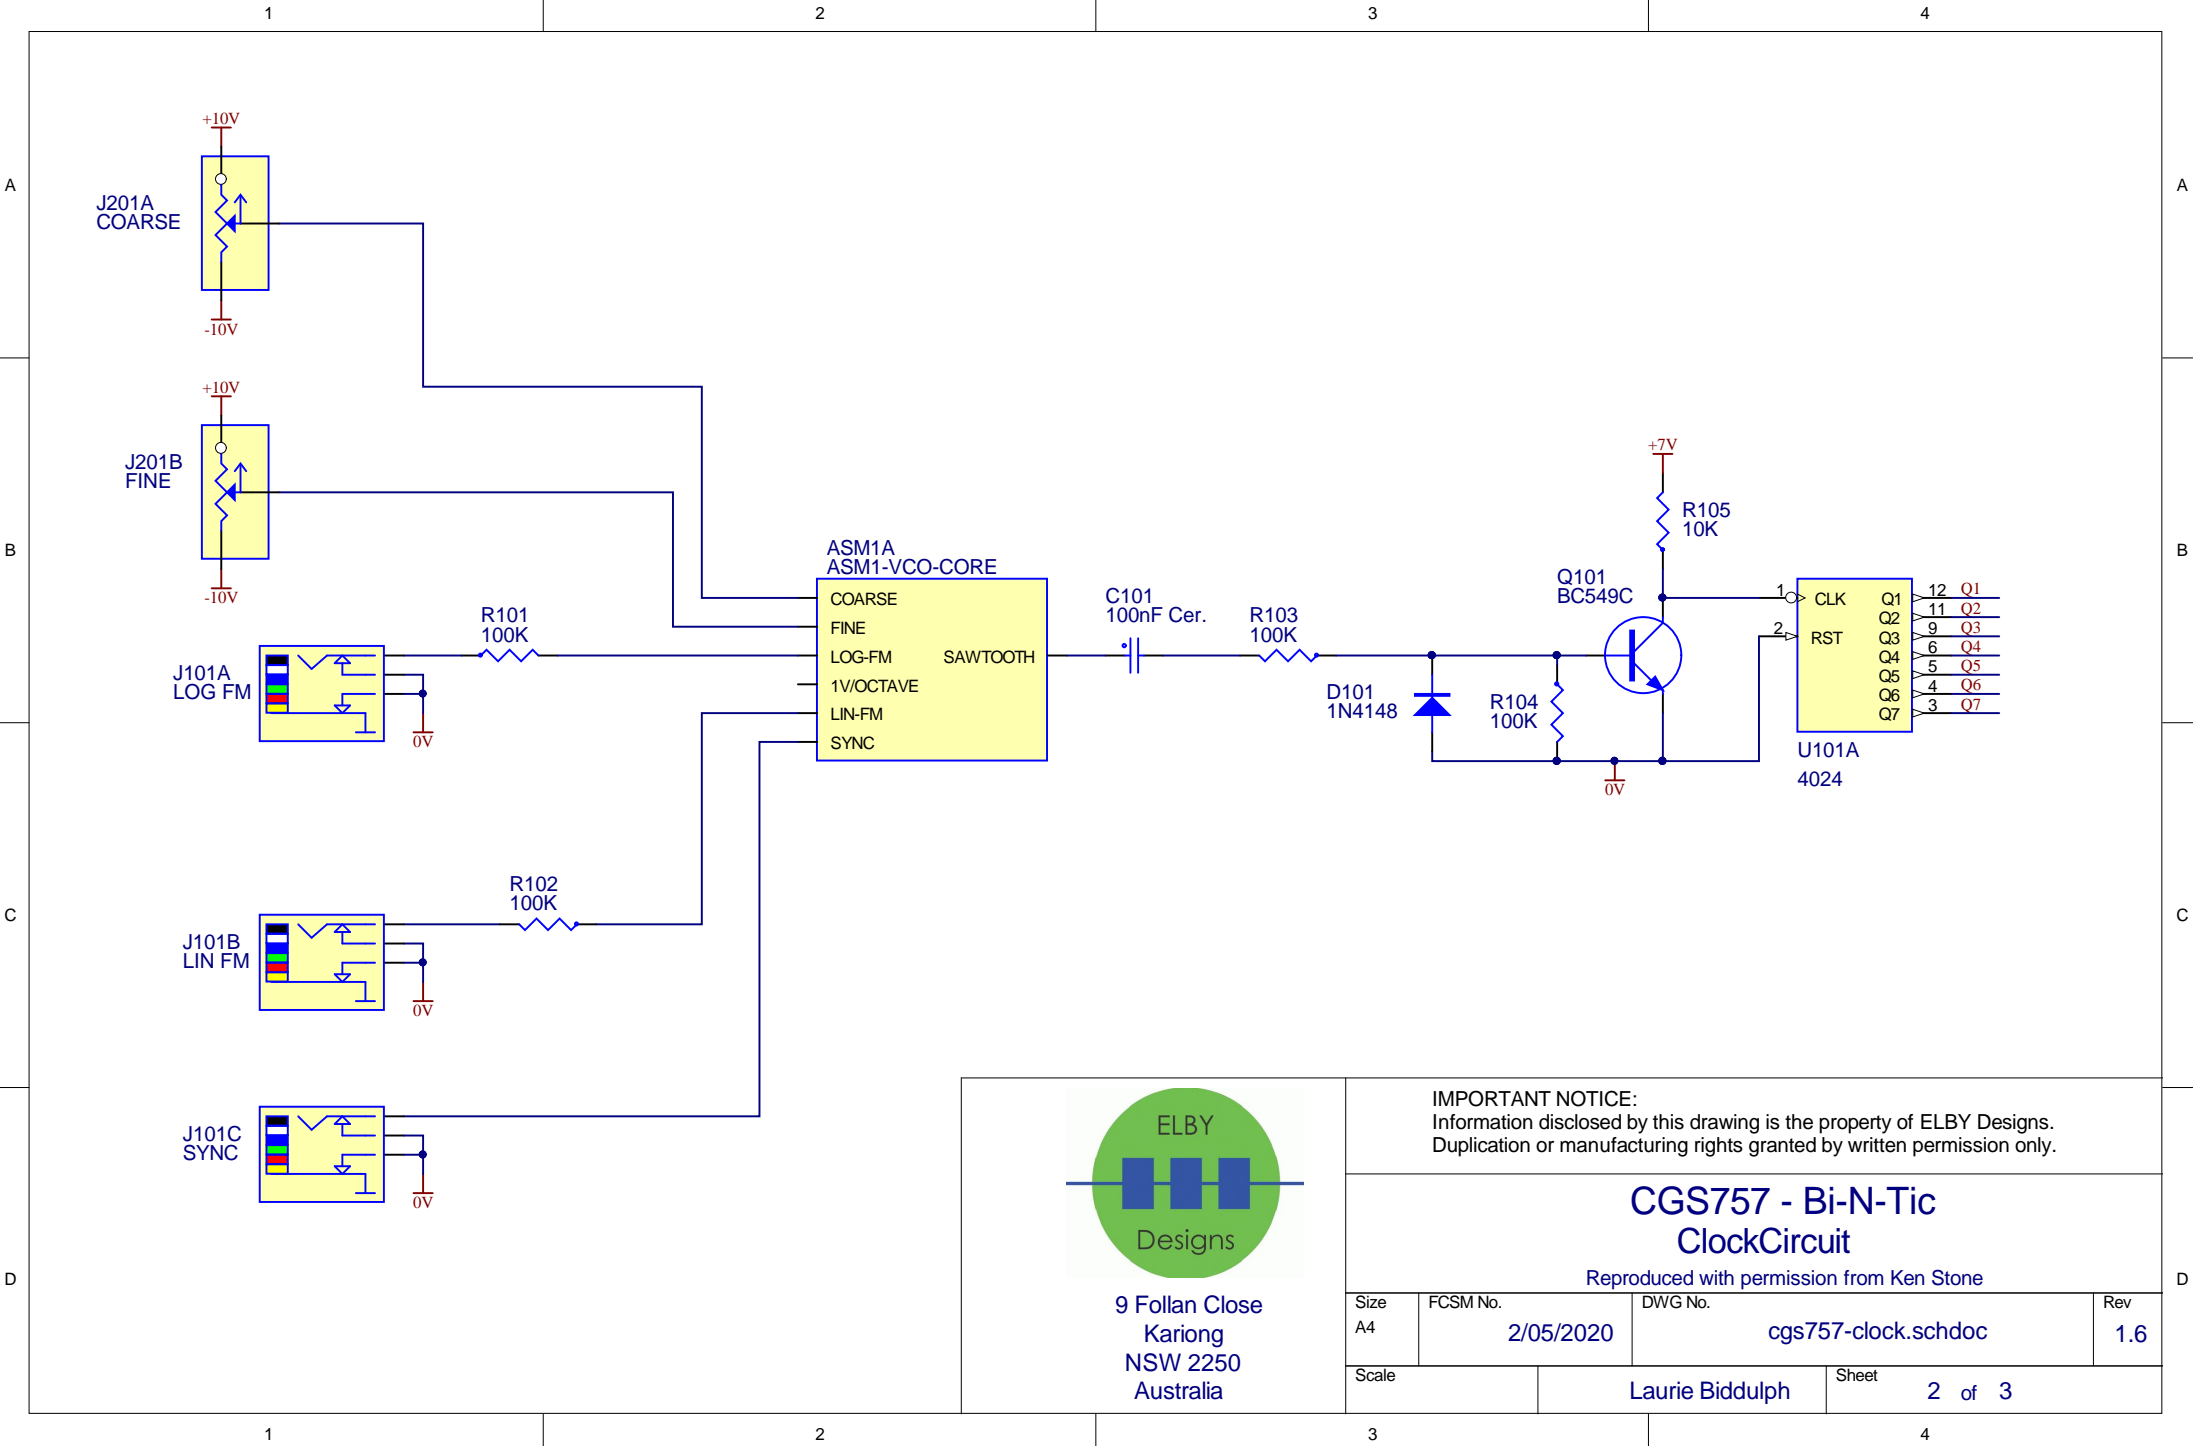 1
2
3
4
A
A
+10V
J201A
COARSE
-10V
+10V
J201B
FINE
-10V
B
B
+7V
R105
10K
ASM1A
ASM1-VCO-CORE
COARSE
FINE
LOG-FM
1V/OCTAVE
LIN-FM
SYNC
SAWTOOTH
R101
100K
J101A
LOG FM
0V
C101
100nF Cer.
R103
100K
D101
1N4148
R104
100K
Q101
BC549C
0V
1
CLK
2
RST
Q1
12
Q1
Q2
11
Q2
Q3
9
Q3
Q4
6
Q4
Q5
5
Q5
Q6
4
Q6
Q7
3
Q7
U101A
4024
C
C
R102
100K
J101B
LIN FM
0V
J101C
SYNC
0V
D
D
ELBY
Designs
9 Follan Close
Kariong
NSW 2250
Australia
IMPORTANT NOTICE:
Information disclosed by this drawing is the property of ELBY Designs.
Duplication or manufacturing rights granted by written permission only.
CGS757 - Bi-N-Tic
ClockCircuit
Reproduced with permission from Ken Stone
Size
A4
FCSM No.
2/05/2020
DWG No.
cgs757-clock.schdoc
Rev
1.6
Scale
Laurie Biddulph
Sheet
2 of 3
1
2
3
4